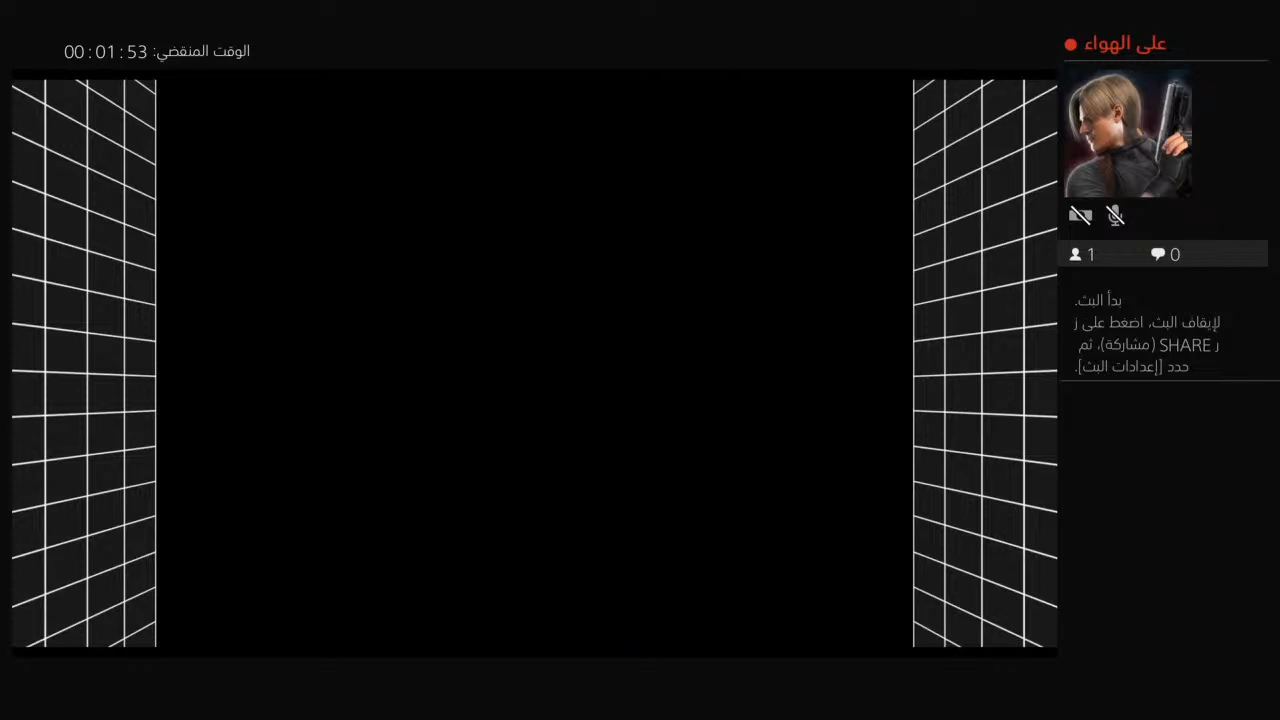 الوقت المنقضي: 00:01:53
على الهواء
1
0
بدأ البث.
لإيقاف البث، اضغط على ز
ر SHARE (مشاركة)، ثم
حدد [إعدادات البث].